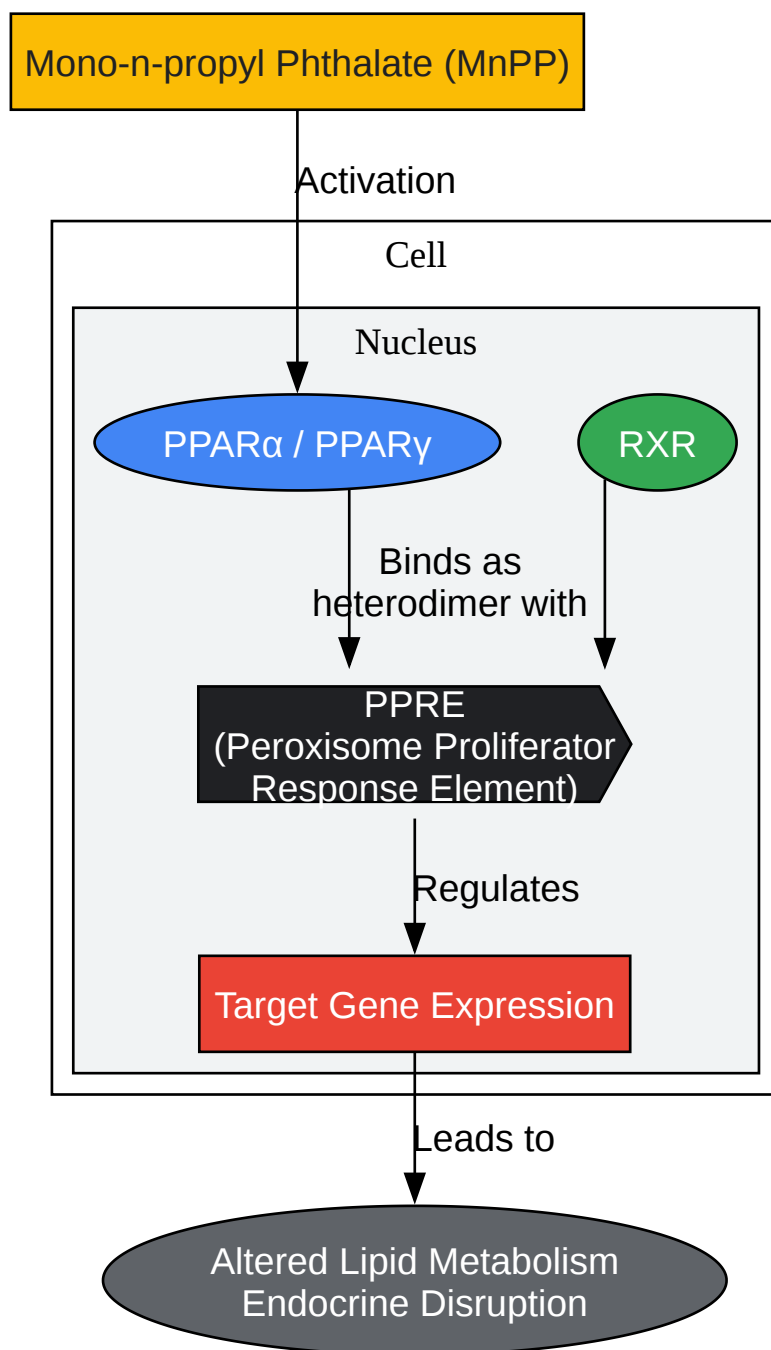 Mono-n-propyl Phthalate (MnPP)
Activation
Cell
Nucleus
PPARα / PPARγ
RXR
Binds as
heterodimer with
PPRE
(Peroxisome Proliferator
Response Element)
Regulates
Target Gene Expression
Leads to
Altered Lipid Metabolism
Endocrine Disruption